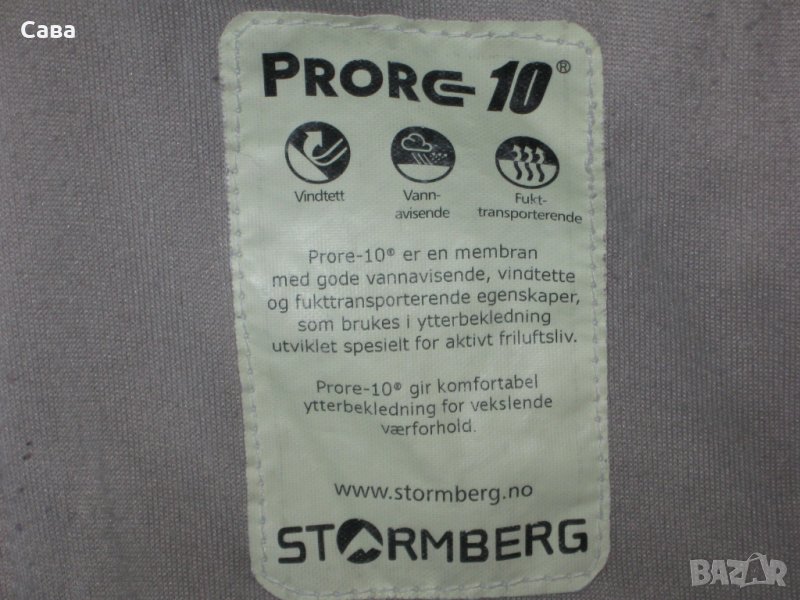 Сава
PRORE-10®
Vindtett
Vann-
avisende
Fukt-
transporterende
Prore-10® er en membran
med gode vannavisende, vindtette
og fukttransporterende egenskaper,
som brukes i ytterbekledning
utviklet spesielt for aktivt friluftsliv.
Prore-10® gir komfortabel
ytterbekledning for vekslende
værforhold.
www.stormberg.no
STORMBERG
BAZAR